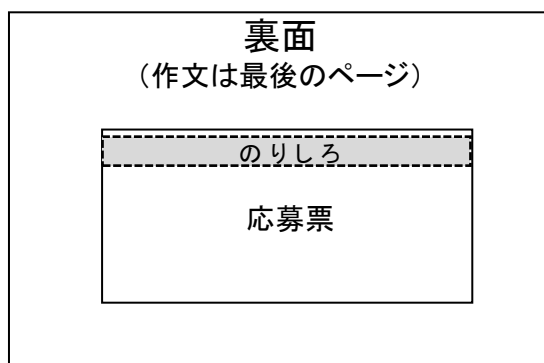 裏面
（作文は最後のページ）
のりしろ
応募票